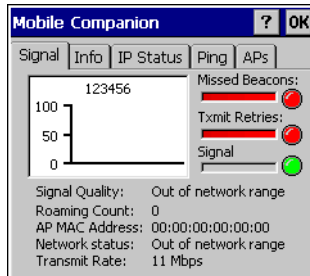 Mobile Companion ? OK
Signal Info IP Status Ping APs
123456
100
50
0
Missed Beacons:
Txmit Retries:
Signal
Signal Quality: Out of network range
Roaming Count: 0
AP MAC Address: 00:00:00:00:00:00
Network status: Out of network range
Transmit Rate: 11 Mbps